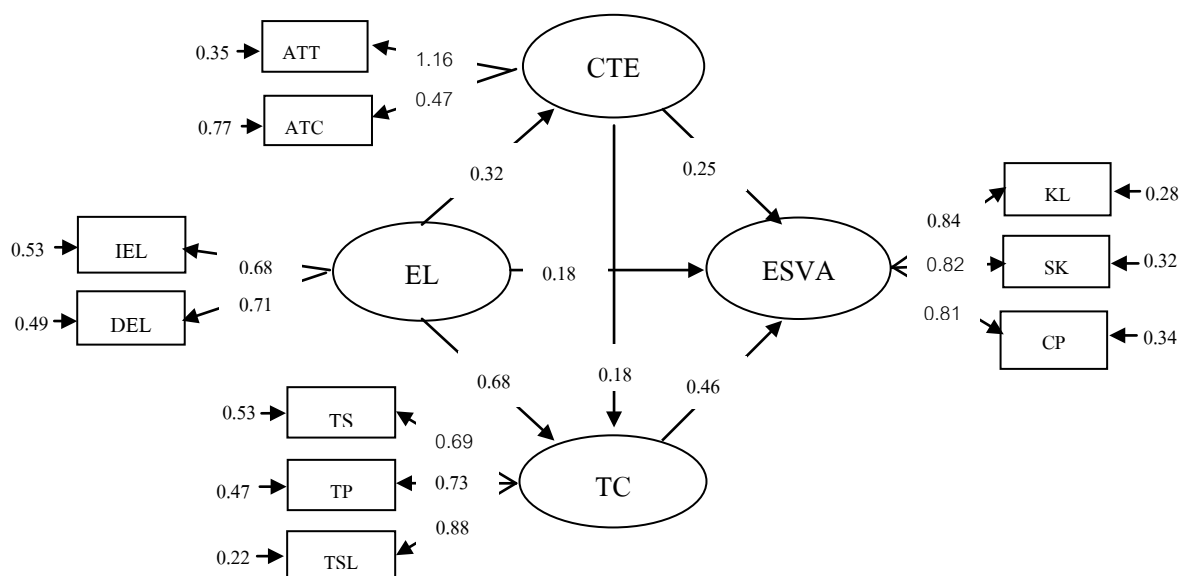 0.35 ATT 1.16 CTE
0.77 ATC 0.47
0.32 0.25
0.84 KL 0.28
0.53 IEL 0.68 EL 0.18 ESVA 0.82 SK 0.32
0.49 DEL 0.71 0.81 CP 0.34
0.68 0.18 0.46
0.53 TS 0.69
0.47 TP 0.73 TC
0.22 TSL 0.88